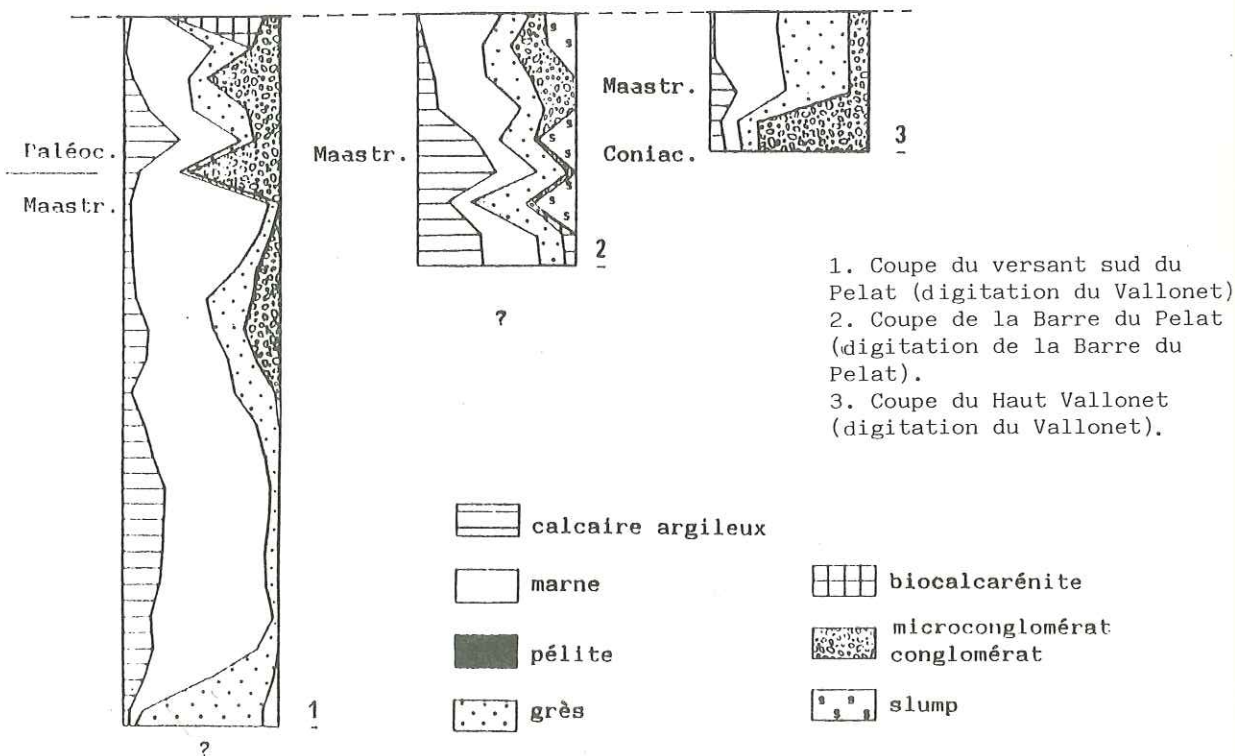 Maastr.
3
Paléoc.
Maastr.
Coniac.
Maastr.
2
?
1. Coupe du versant sud du
Pelat (digitation du Vallonet)
2. Coupe de la Barre du Pelat
(digitation de la Barre du
Pelat).
3. Coupe du Haut Vallonet
(digitation du Vallonet).
calcaire argileux
marne
pélite
grès
biocalcarénite
microconglomérat
conglomérat
slump
1
?